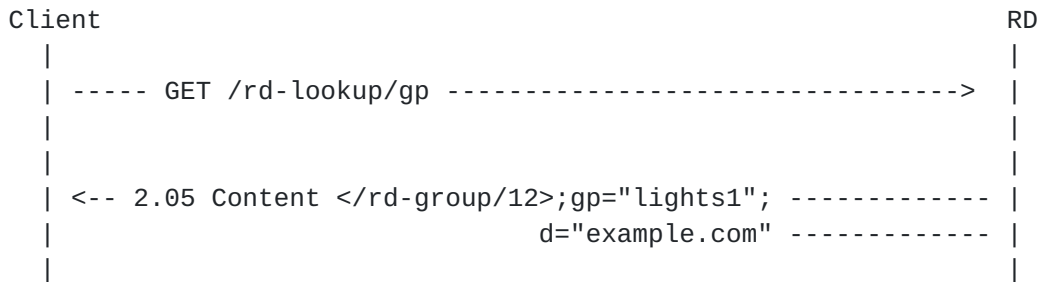 Client                                                          RD
  |                                                             |
  | ----- GET /rd-lookup/gp ---------------------------------> |
  |                                                             |
  |                                                             |
  | <-- 2.05 Content </rd-group/12>;gp="lights1"; ------------- |
  |                               d="example.com" ------------- |
  |                                                             |